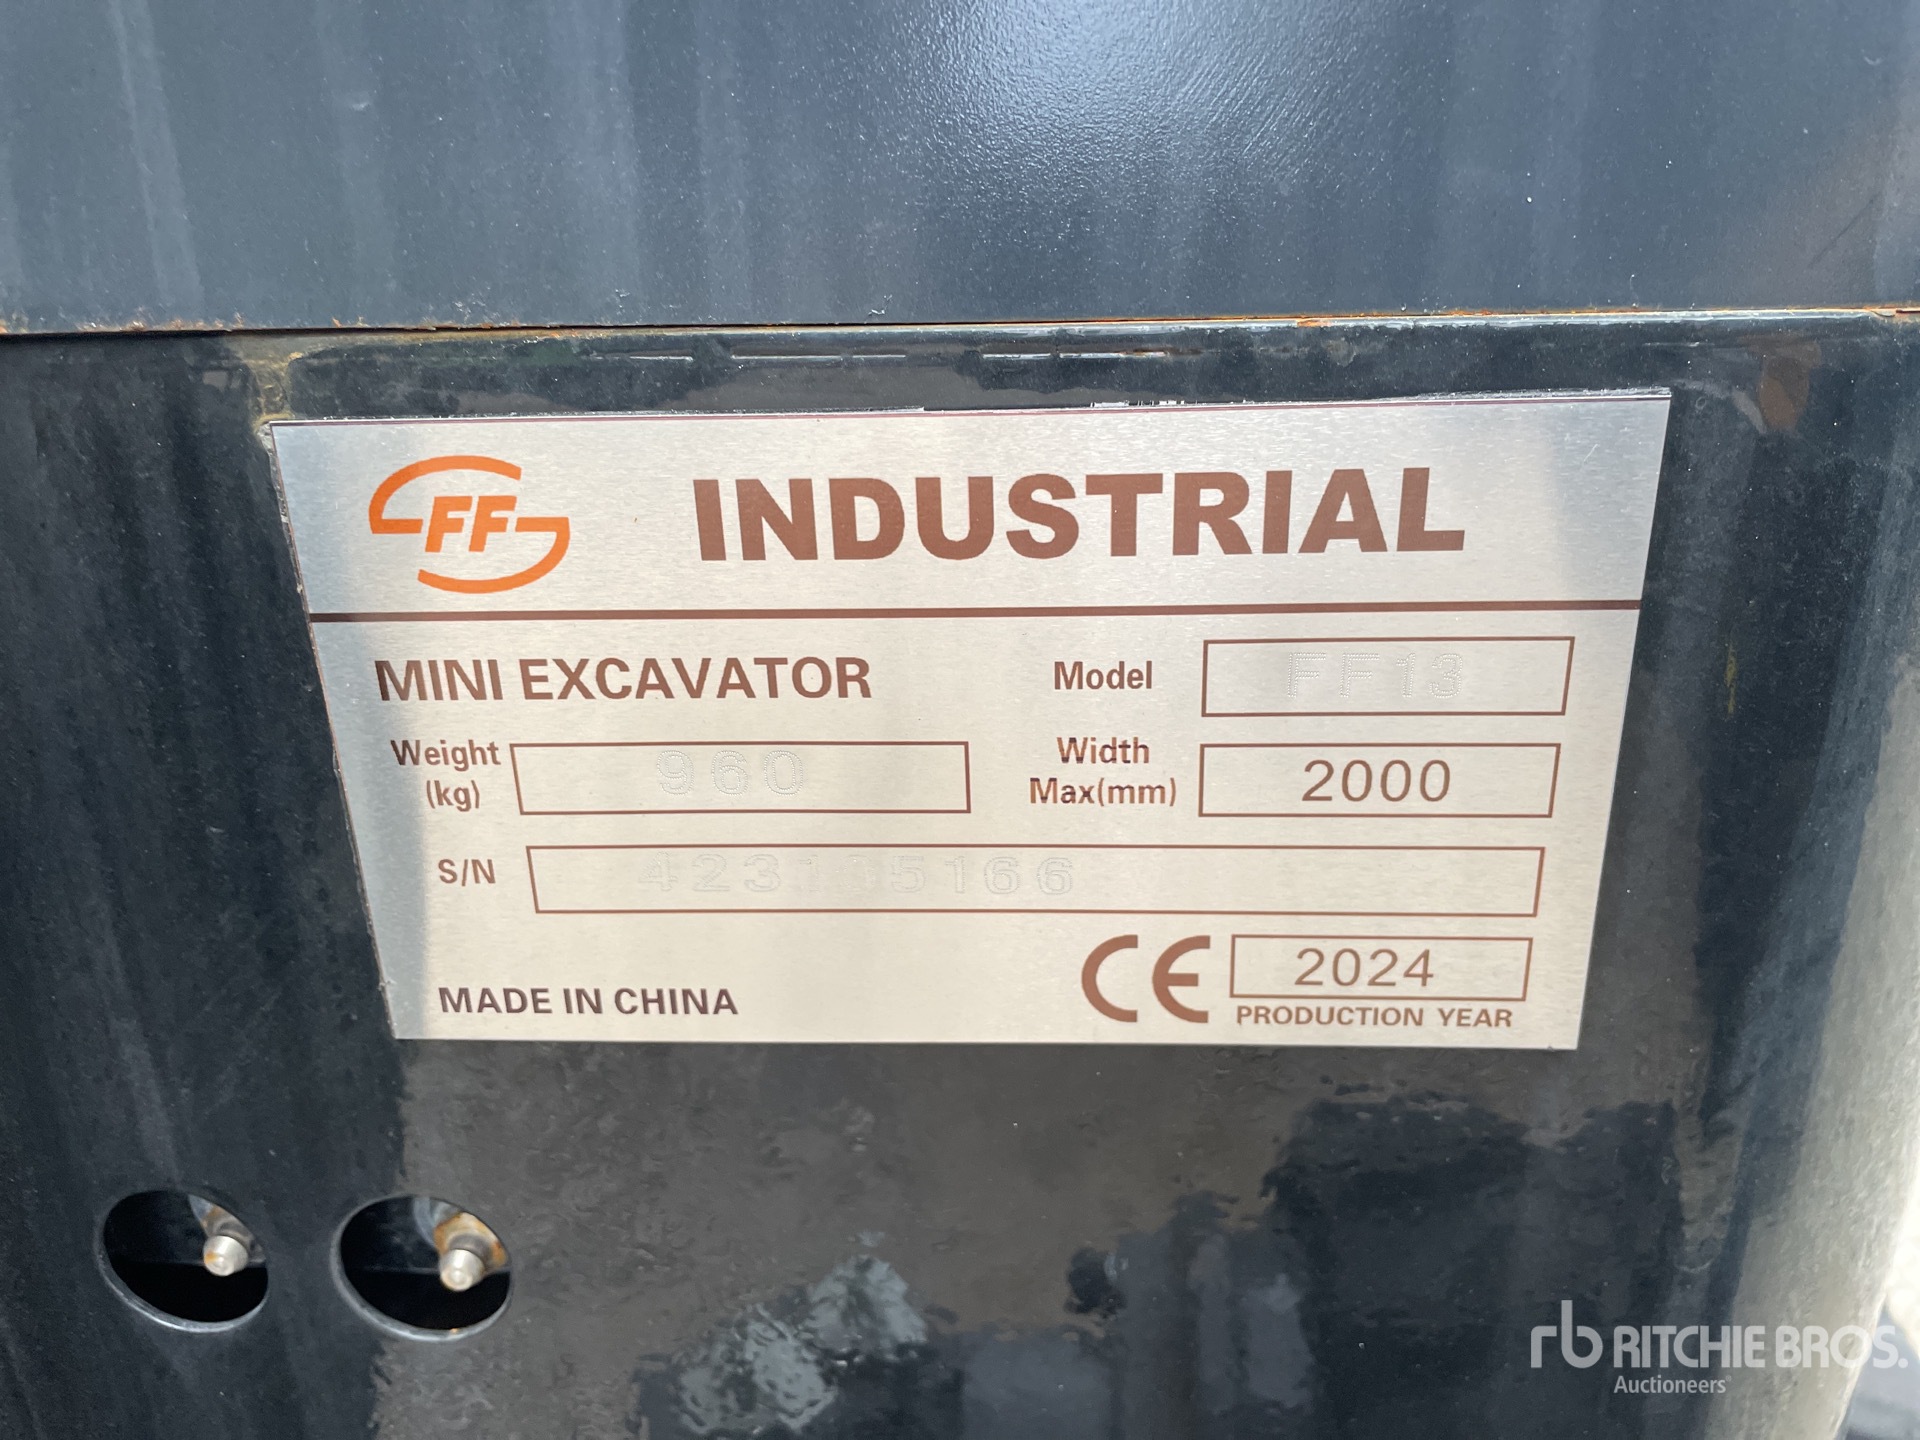 FF INDUSTRIAL
MINI EXCAVATOR
Model FF13
Weight (kg) 960
Width Max(mm) 2000
S/N 423105166
MADE IN CHINA
CE 2024
PRODUCTION YEAR
rb RITCHIE BROS.
Auctioneers